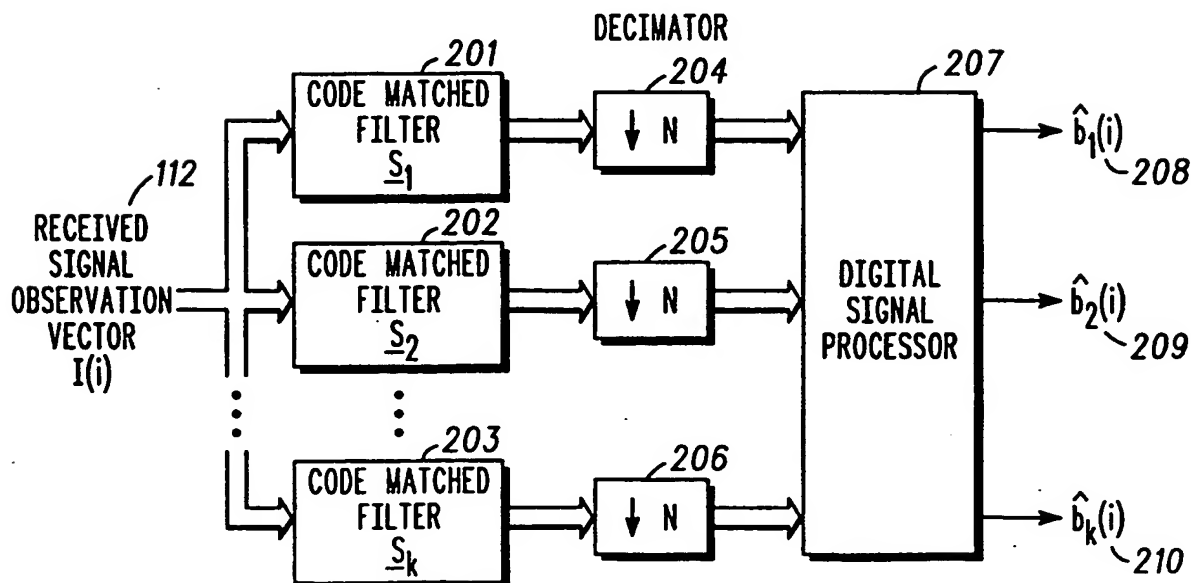 DECIMATOR
201
CODE MATCHED
FILTER
S1
204
↓ N
207
b̂1(i)
208
112
RECEIVED
SIGNAL
OBSERVATION
VECTOR
I(i)
202
CODE MATCHED
FILTER
S2
205
↓ N
DIGITAL
SIGNAL
PROCESSOR
b̂2(i)
209
203
CODE MATCHED
FILTER
Sk
206
↓ N
b̂k(i)
210